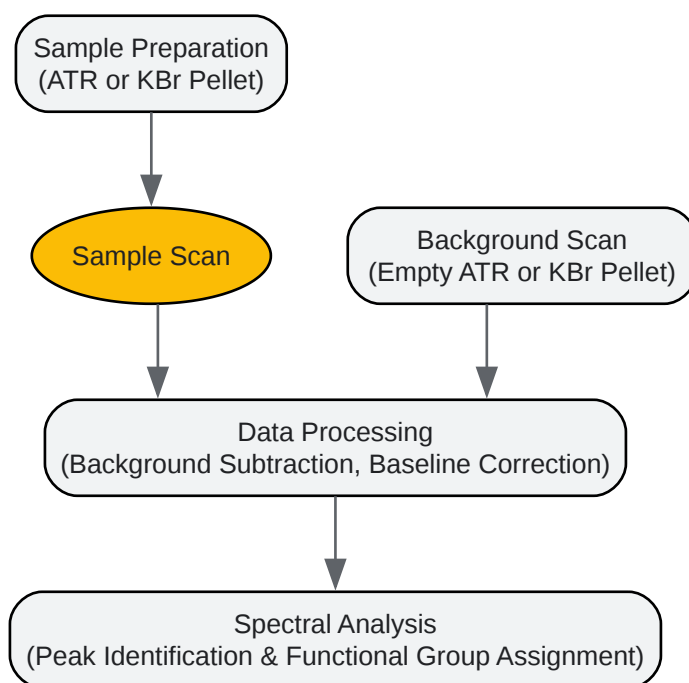 Sample Preparation
(ATR or KBr Pellet)
Sample Scan
Background Scan
(Empty ATR or KBr Pellet)
Data Processing
(Background Subtraction, Baseline Correction)
Spectral Analysis
(Peak Identification & Functional Group Assignment)